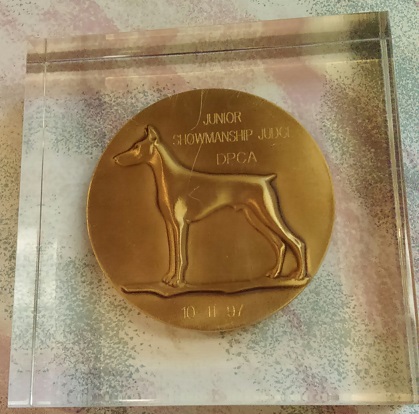 JUNIOR
SHOWMANSHIP JUDGE
DPCA
10 11 97